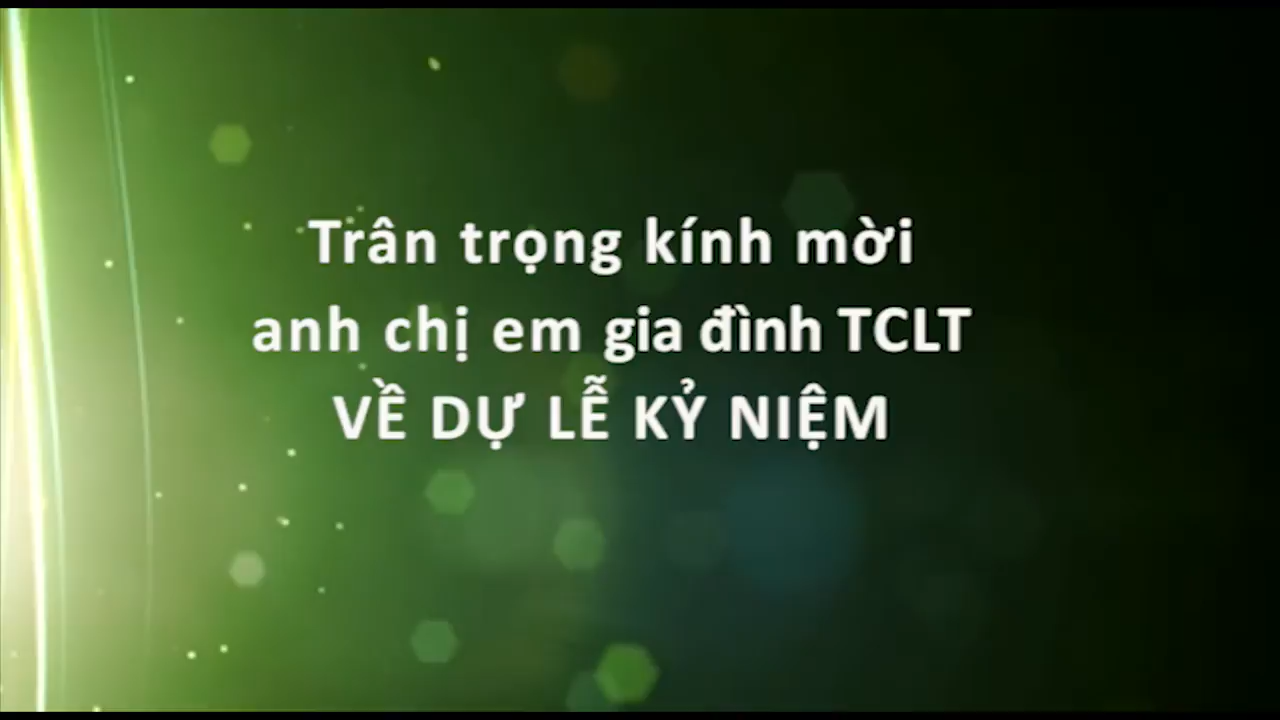 Trân trọng kính mời
anh chị em gia đình TCLT
VỀ DỰ LỄ KỶ NIỆM